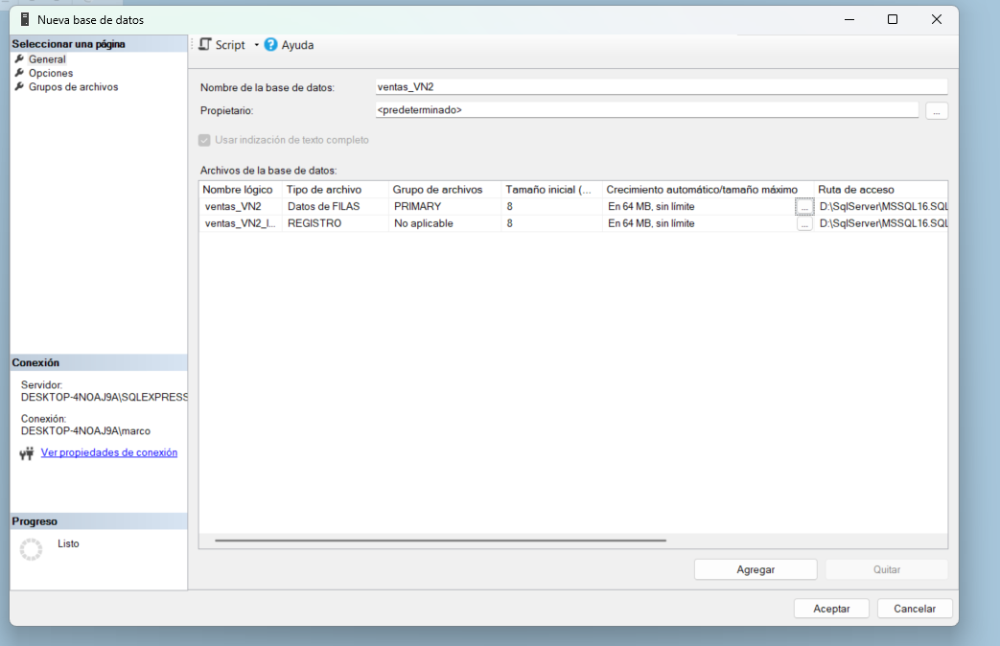 Nueva base de datos
Seleccionar una página
General
Opciones
Grupos de archivos
Script
Ayuda
Nombre de la base de datos: ventas_VN2
Propietario: <predeterminado> ...
Usar indización de texto completo
Archivos de la base de datos:
Nombre lógico Tipo de archivo Grupo de archivos Tamaño inicial (... Crecimiento automático/tamaño máximo Ruta de acceso
ventas_VN2 Datos de FILAS PRIMARY 8 En 64 MB, sin límite ... D:\SqlServer\MSSQL16.SQL
ventas_VN2_l... REGISTRO No aplicable 8 En 64 MB, sin límite ... D:\SqlServer\MSSQL16.SQL
Conexión
Servidor:
DESKTOP-4NOAJ9A\SQLEXPRESS
Conexión:
DESKTOP-4NOAJ9A\marco
Ver propiedades de conexión
Progreso
Listo
Agregar Quitar
Aceptar Cancelar